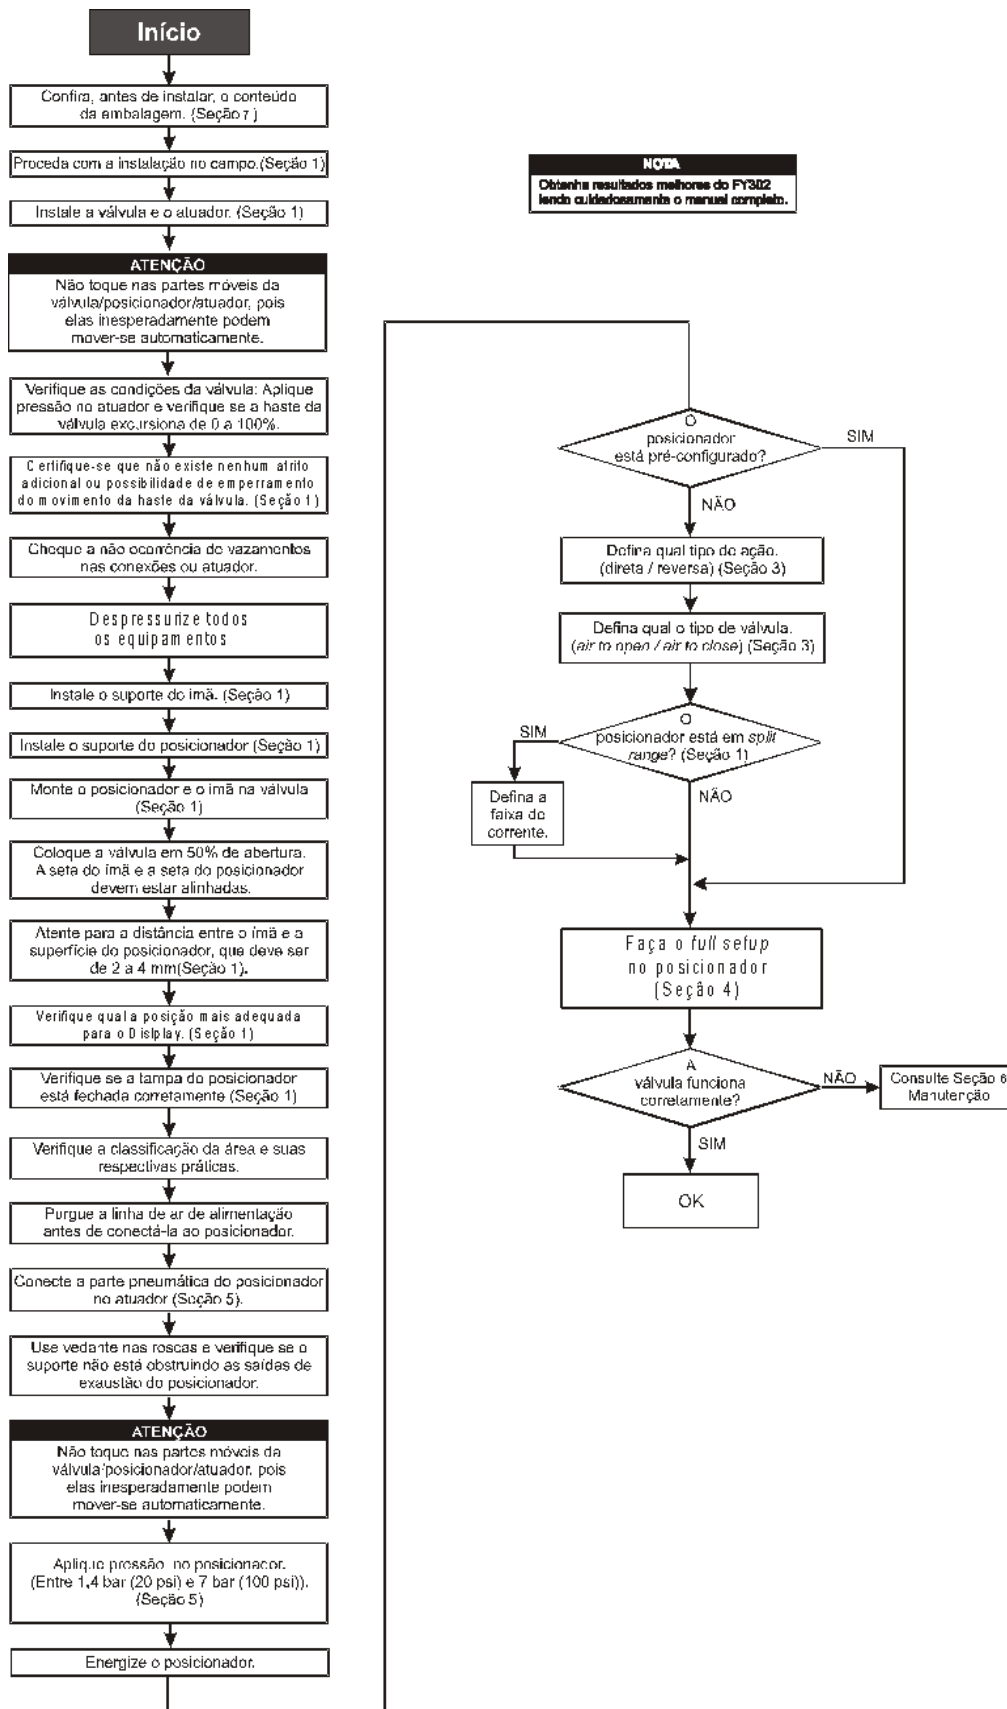 Início
Confira, antes de instalar, o conteúdo
da embalagem. (Seção 7)
Proceda com a instalação no campo.(Seção 1)
Instale a válvula e o atuador. (Seção 1)
ATENÇÃO
Não toque nas partes móveis da
válvula/posicionador/atuador, pois
elas inesperadamente podem
mover-se automaticamente.
Verifique as condições da válvula: Aplique
pressão no atuador e verifique se a haste da
válvula excursiona de 0 a 100%.
Certifique-se que não existe nenhum atrito
adicional ou possibilidade de emperramento
do movimento da haste da válvula. (Seção 1)
Cheque a não ocorrência de vazamentos
nas conexões ou atuador.
Despressurize todos
os equipamentos
Instale o suporte do imã. (Seção 1)
Instale o suporte do posicionador (Seção 1)
Monte o posicionador e o imã na válvula
(Seção 1)
Coloque a válvula em 50% de abertura.
A seta do ímã e a seta do posicionador
devem estar alinhadas.
Atente para a distância entre o ímã e a
superfície do posicionador, que deve ser
de 2 a 4 mm(Seção 1).
Verifique qual a posição mais adequada
para o Dislplay. (Seção 1)
Verifique se a tampa do posicionador
está fechada corretamente (Seção 1)
Verifique a classificação da área e suas
respectivas práticas.
Purgue a linha de ar de alimentação
antes de conectá-la ao posicionador.
Conecte a parte pneumática do posicionador
no atuador (Seção 5).
Use vedante nas roscas e verifique se o
suporte não está obstruindo as saídas de
exaustão do posicionador.
ATENÇÃO
Não toque nas partes móveis da
válvula/posicionador/atuador, pois
elas inesperadamente podem
mover-se automaticamente.
Aplique pressão no posicionador.
(Entre 1,4 bar (20 psi) e 7 bar (100 psi)).
(Seção 5)
Energize o posicionador.
NOTA
Obtenha resultados melhores do FY302
lendo cuidadosamente o manual completo.
O
posicionador
está pré-configurado?
SIM
NÃO
Defina qual tipo de ação.
(direta / reversa) (Seção 3)
Defina qual o tipo de válvula.
(air to open / air to close) (Seção 3)
O
posicionador está em split
range? (Seção 1)
SIM
NÃO
Defina a
faixa de
corrente.
Faça o full setup
no posicionador
(Seção 4)
A
válvula funciona
corretamente?
NÃO
Consulte Seção 6
Manutenção
SIM
OK